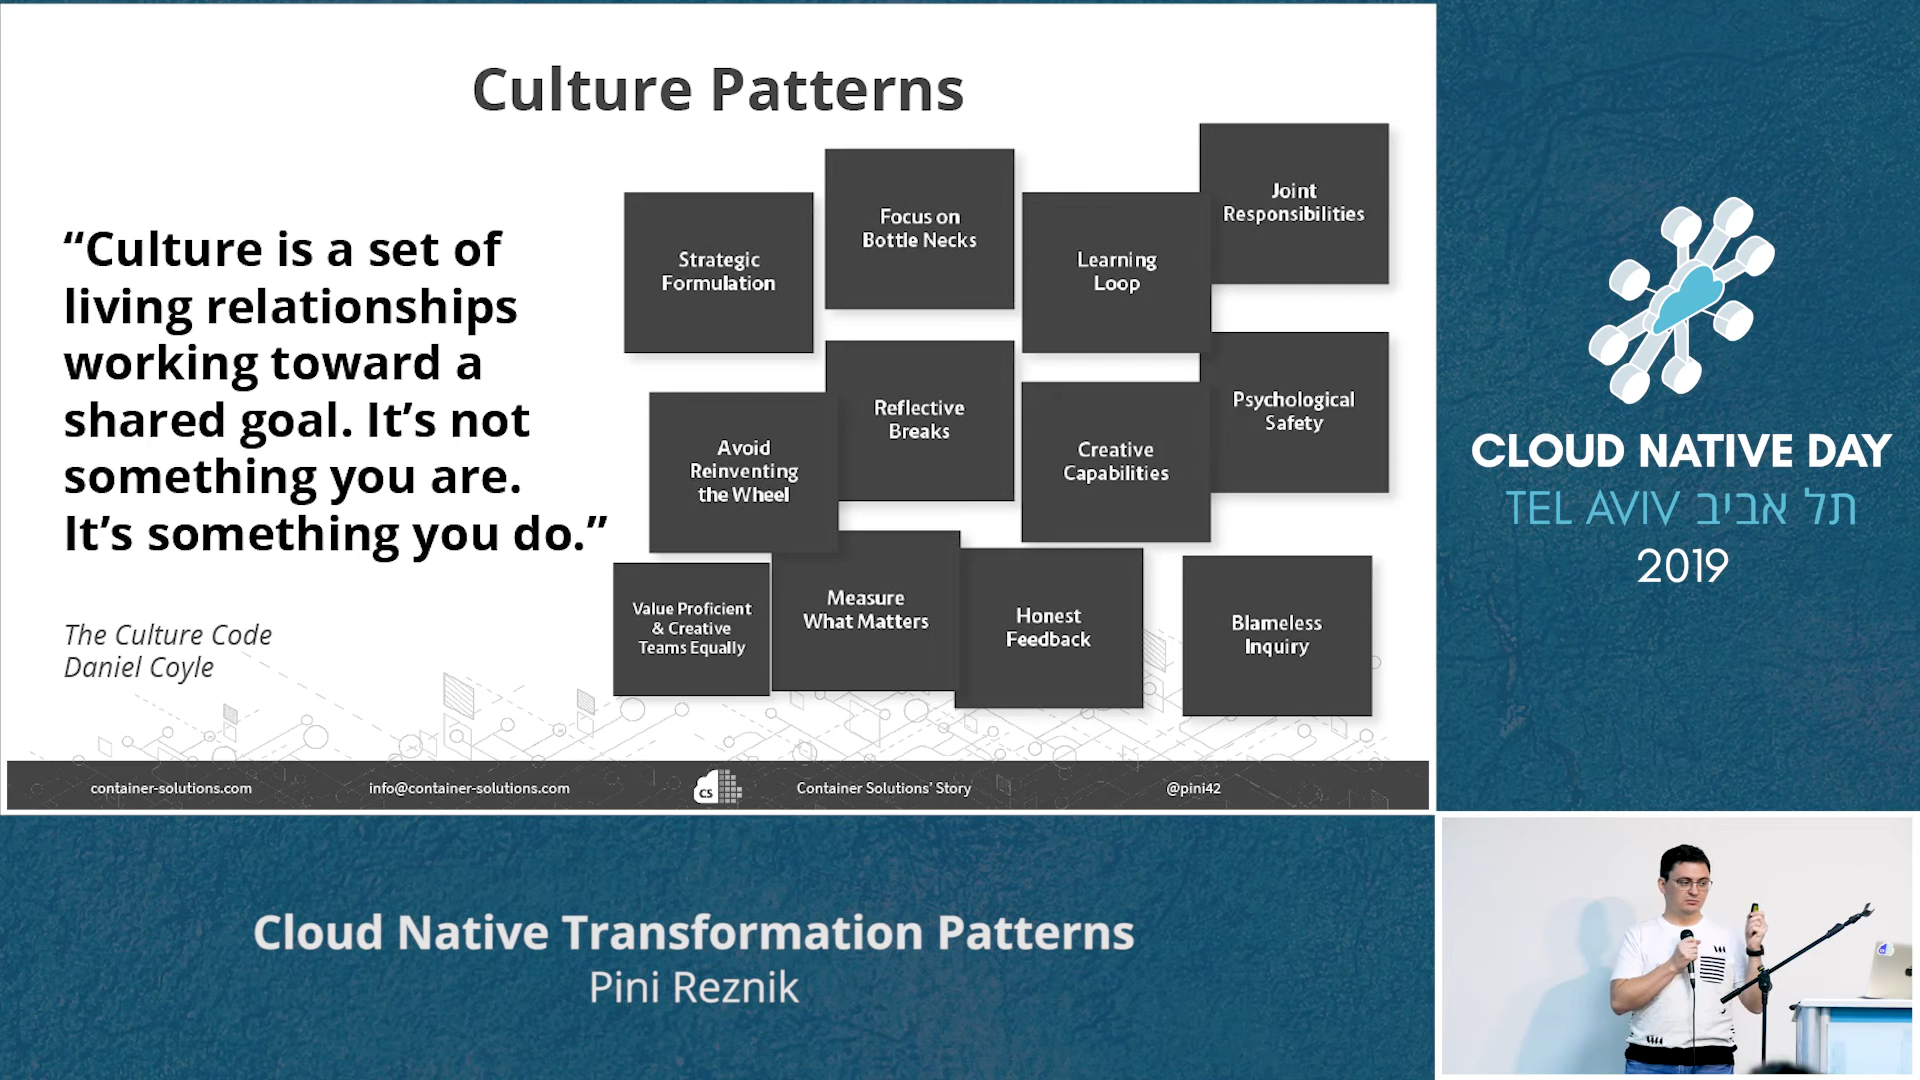 Culture Patterns
“Culture is a set of
living relationships
working toward a
shared goal. It’s not
something you are.
It’s something you do.”
The Culture Code
Daniel Coyle
Strategic
Formulation
Focus on
Bottle Necks
Learning
Loop
Joint
Responsibilities
Avoid
Reinventing
the Wheel
Reflective
Breaks
Creative
Capabilities
Psychological
Safety
Value Proficient
& Creative
Teams Equally
Measure
What Matters
Honest
Feedback
Blameless
Inquiry
container-solutions.com
info@container-solutions.com
CS
Container Solutions’ Story
@pini42
CLOUD NATIVE DAY
TEL AVIV תל אביב
2019
Cloud Native Transformation Patterns
Pini Reznik